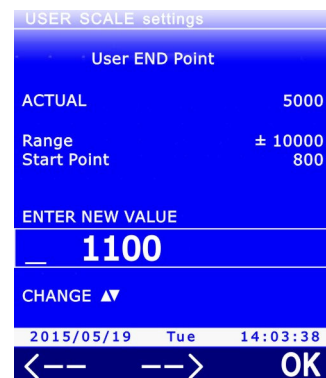 USER SCALE settings
User END Point
ACTUAL 5000
Range ± 10000
Start Point 800
ENTER NEW VALUE
_ 1100
CHANGE ▲▼
2015/05/19 Tue 14:03:38
<-- --> OK